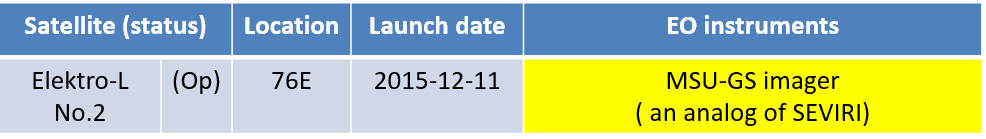 Satellite (status) Location Launch date EO instruments
Elektro-L (Op) 76E 2015-12-11 MSU-GS imager
No.2 ( an analog of SEVIRI)